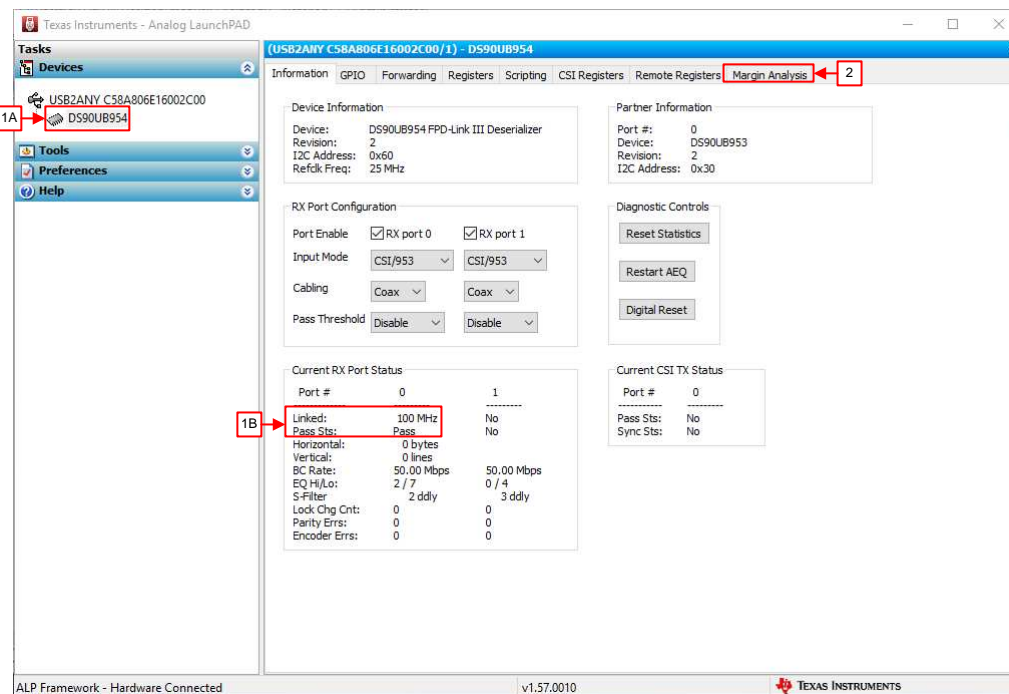 Texas Instruments - Analog LaunchPAD
Tasks
Devices
USB2ANY C58A806E16002C00
1A
DS90UB954
Tools
Preferences
Help
(USB2ANY C58A806E16002C00/1) - DS90UB954
Information GPIO Forwarding Registers Scripting CSI Registers Remote Registers Margin Analysis
2
Device Information
Device: DS90UB954 FPD-Link III Deserializer
Revision: 2
I2C Address: 0x60
Refclk Freq: 25 MHz
Partner Information
Port #: 0
Device: DS90UB953
Revision: 2
I2C Address: 0x30
RX Port Configuration
Port Enable RX port 0 RX port 1
Input Mode CSI/953 CSI/953
Cabling Coax Coax
Pass Threshold Disable Disable
Diagnostic Controls
Reset Statistics
Restart AEQ
Digital Reset
Current RX Port Status
Port # 0 1
------------- --------- ---------
1B
Linked: 100 MHz No
Pass Sts: Pass No
Horizontal: 0 bytes
Vertical: 0 lines
BC Rate: 50.00 Mbps 50.00 Mbps
EQ Hi/Lo: 2 / 7 0 / 4
S-Filter 2 ddly 3 ddly
Lock Chg Cnt: 0 0
Parity Errs: 0 0
Encoder Errs: 0 0
Current CSI TX Status
Port # 0
----------- ---------
Pass Sts: No
Sync Sts: No
ALP Framework - Hardware Connected
v1.57.0010
TEXAS INSTRUMENTS